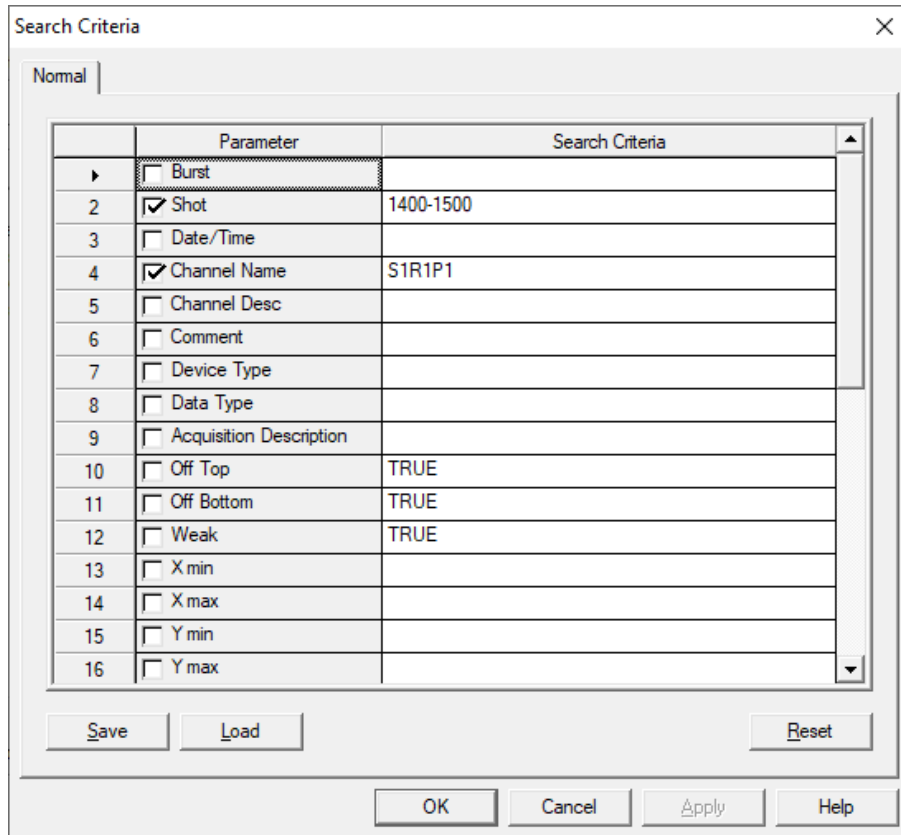 Search Criteria
Normal
Parameter Search Criteria
Burst
2 Shot 1400-1500
3 Date/Time
4 Channel Name S1R1P1
5 Channel Desc
6 Comment
7 Device Type
8 Data Type
9 Acquisition Description
10 Off Top TRUE
11 Off Bottom TRUE
12 Weak TRUE
13 X min
14 X max
15 Y min
16 Y max
Save Load Reset
OK Cancel Apply Help